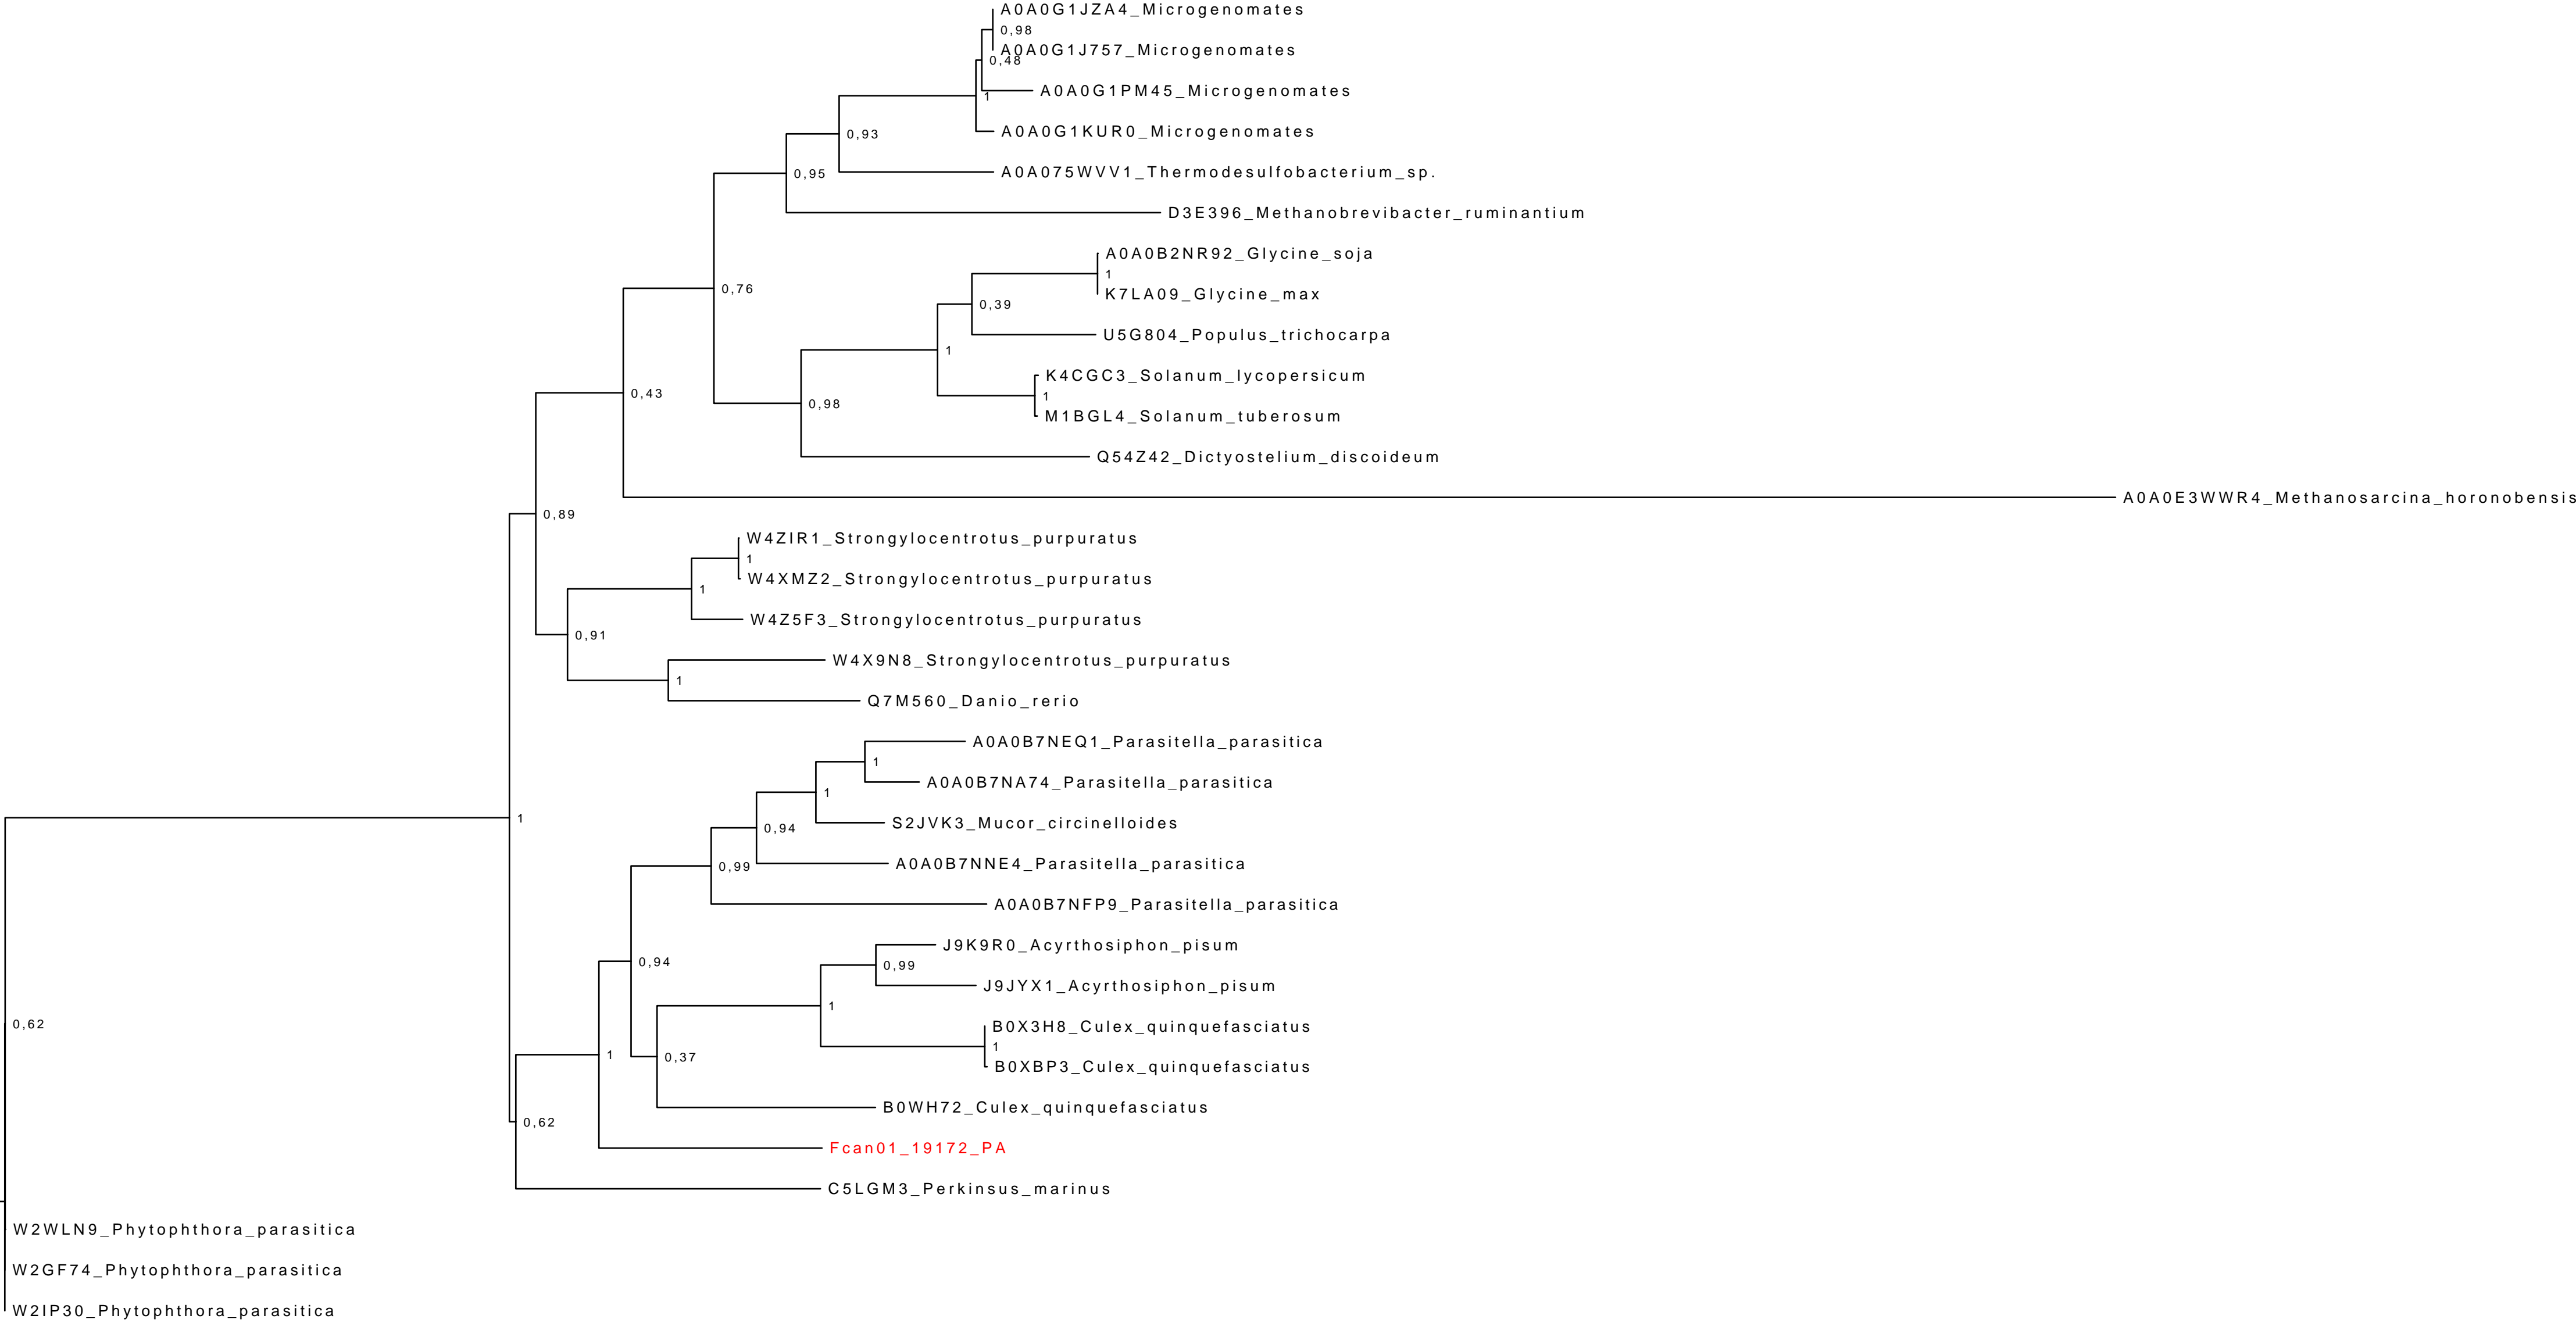 A0A0G1JZA4_Microgenomates
0,98
A0A0G1J757_Microgenomates
0,48
A0A0G1PM45_Microgenomates
1
A0A0G1KUR0_Microgenomates
0,93
A0A075WVV1_Thermodesulfobacterium_sp.
0,95
D3E396_Methanobrevibacter_ruminantium
A0A0B2NR92_Glycine_soja
1
0,76
K7LA09_Glycine_max
0,39
U5G804_Populus_trichocarpa
1
K4CGC3_Solanum_lycopersicum
0,43
1
0,98
M1BGL4_Solanum_tuberosum
Q54Z42_Dictyostelium_discoideum
A0A0E3WWR4_Methanosarcina_horonobensis
0,89
W4ZIR1_Strongylocentrotus_purpuratus
1
W4XMZ2_Strongylocentrotus_purpuratus
1
W4Z5F3_Strongylocentrotus_purpuratus
0,91
W4X9N8_Strongylocentrotus_purpuratus
1
Q7M560_Danio_rerio
A0A0B7NEQ1_Parasitella_parasitica
1
A0A0B7NA74_Parasitella_parasitica
1
1
S2JVK3_Mucor_circinelloides
0,94
A0A0B7NNE4_Parasitella_parasitica
0,99
A0A0B7NFP9_Parasitella_parasitica
J9K9R0_Acyrthosiphon_pisum
0,94
0,99
J9JYX1_Acyrthosiphon_pisum
1
0,62
B0X3H8_Culex_quinquefasciatus
1
1
0,37
B0XBP3_Culex_quinquefasciatus
B0WH72_Culex_quinquefasciatus
0,62
Fcan01_19172_PA
C5LGM3_Perkinsus_marinus
W2WLN9_Phytophthora_parasitica
W2GF74_Phytophthora_parasitica
W2IP30_Phytophthora_parasitica